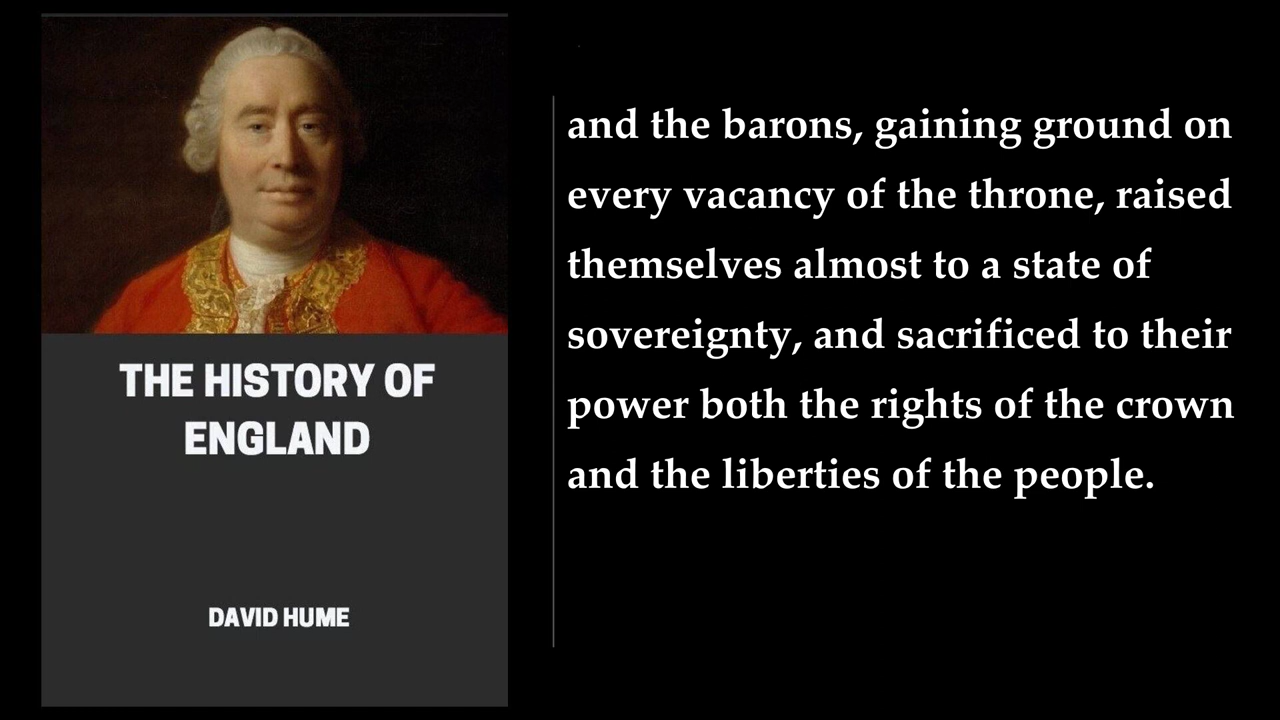 THE HISTORY OF
ENGLAND
DAVID HUME
and the barons, gaining ground on
every vacancy of the throne, raised
themselves almost to a state of
sovereignty, and sacrificed to their
power both the rights of the crown
and the liberties of the people.